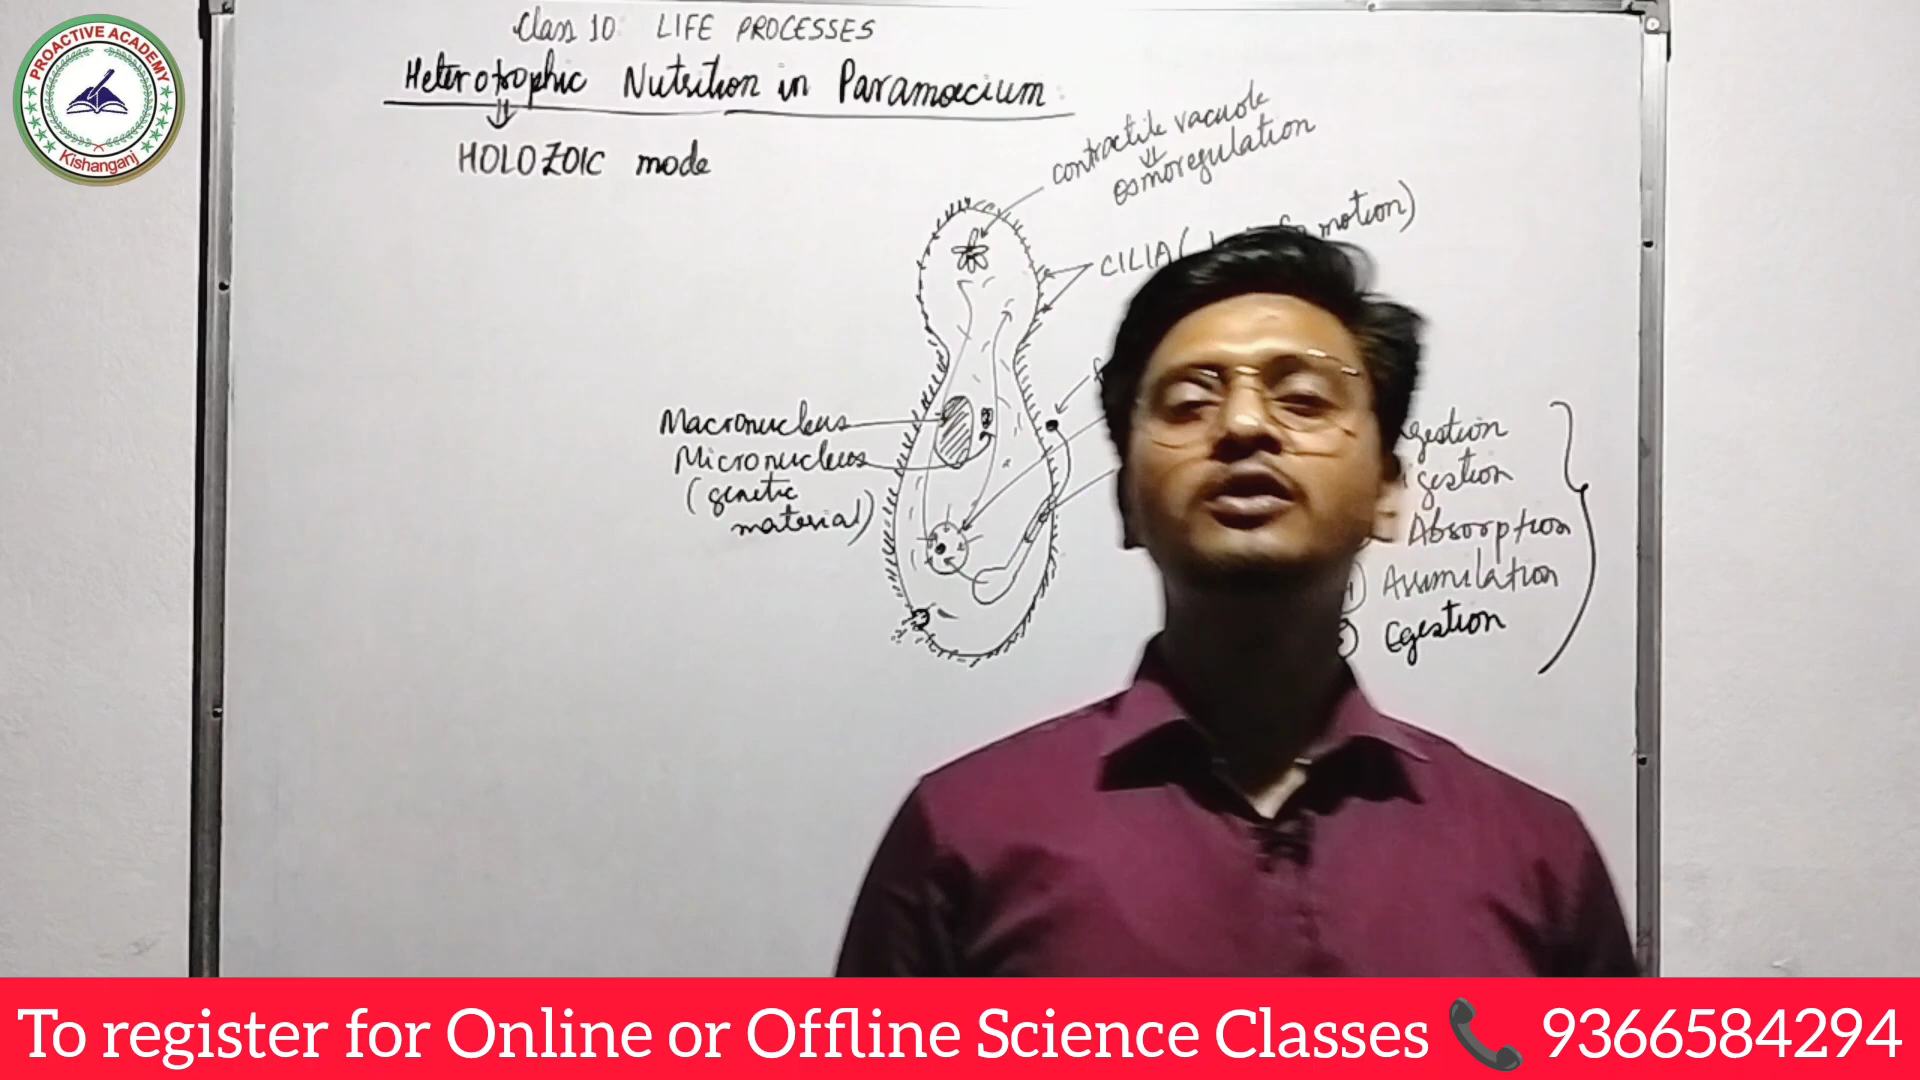 PROACTIVE ACADEMY
Kishanganj
Class 10: LIFE PROCESSES
Heterotrophic Nutrition in Paramoecium
HOLOZOIC mode
contractile vacuole
osmoregulation
CILIA ( motion)
Macronucleus
Micronucleus
(genetic
material)
Absorption
Assimilation
Egestion
To register for Online or Offline Science Classes 📞 9366584294